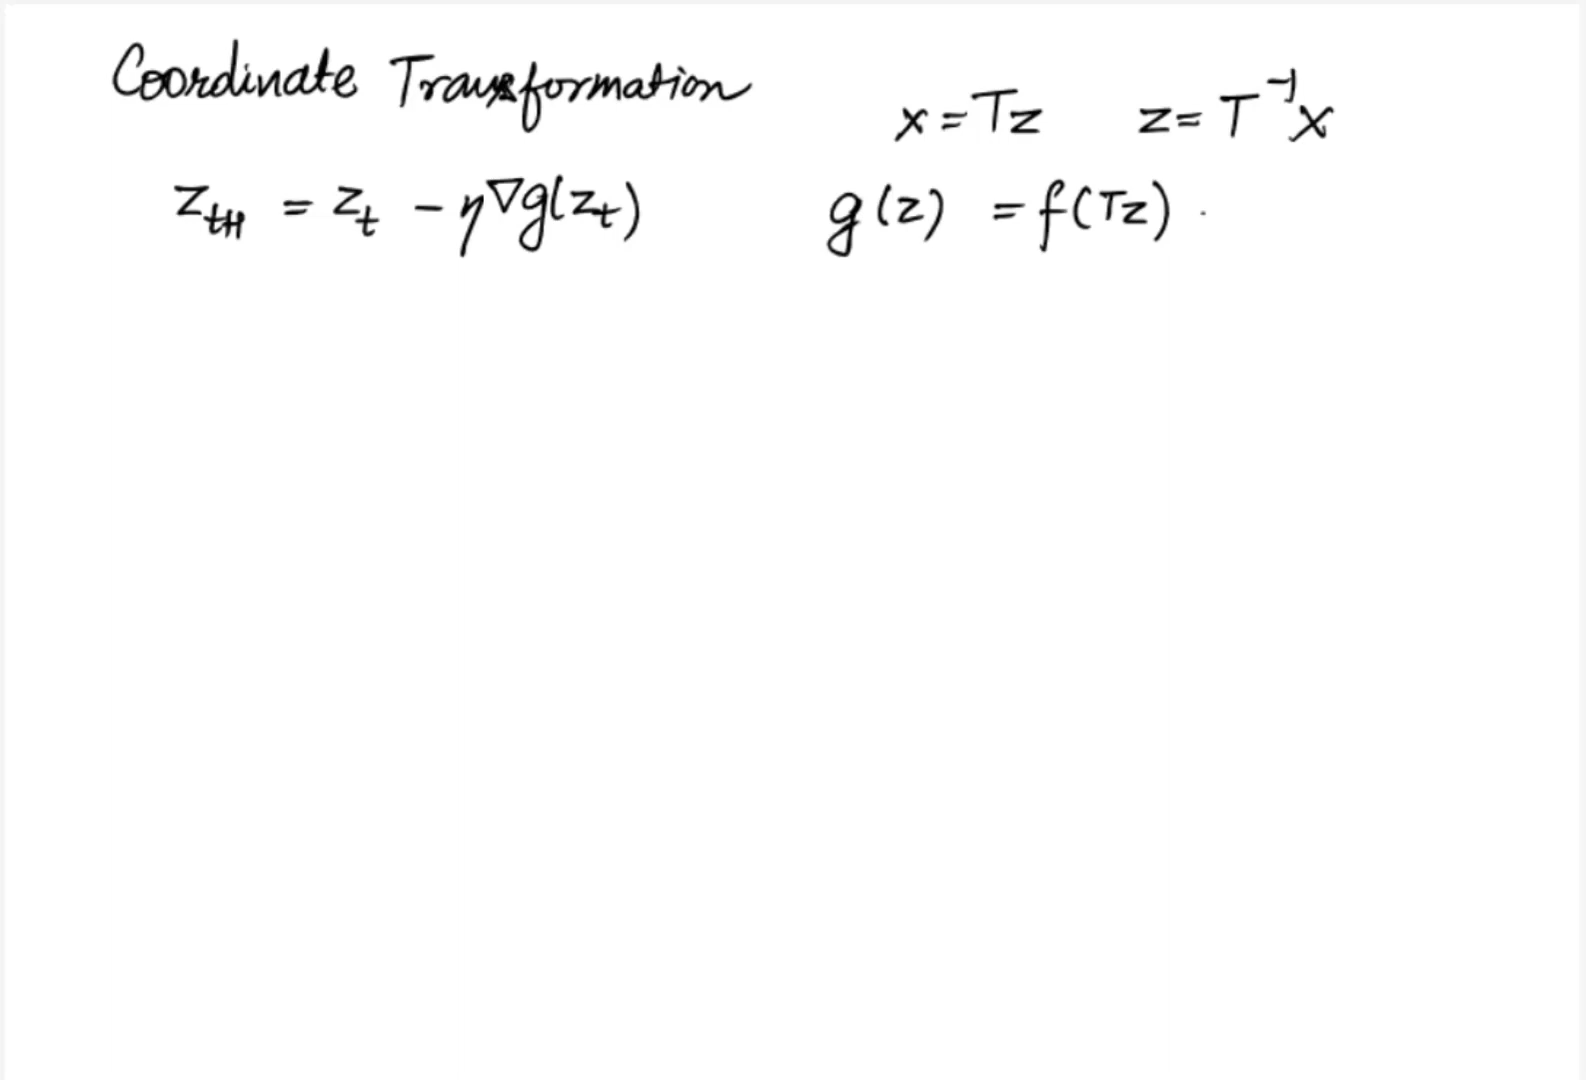 Coordinate Transformation
x = Tz   z = T⁻¹x
z_{t+1} = z_t - η∇g(z_t)   g(z) = f(Tz).